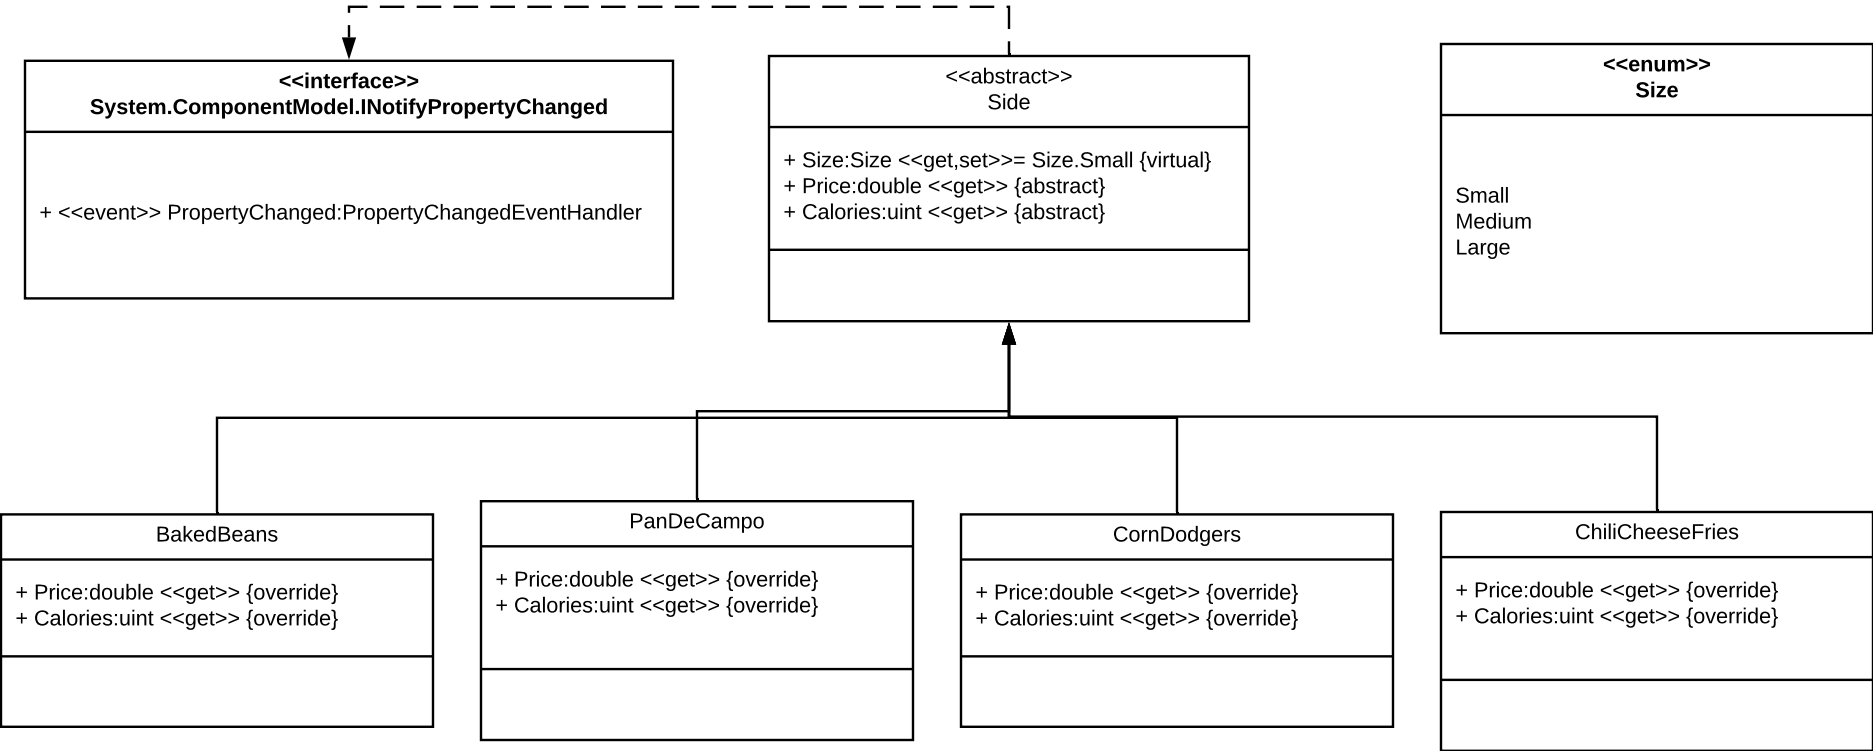 <<interface>>
System.ComponentModel.INotifyPropertyChanged
+ <<event>> PropertyChanged:PropertyChangedEventHandler
<<abstract>>
Side
+ Size:Size <<get,set>>= Size.Small {virtual}
+ Price:double <<get>> {abstract}
+ Calories:uint <<get>> {abstract}
<<enum>>
Size
Small
Medium
Large
BakedBeans
+ Price:double <<get>> {override}
+ Calories:uint <<get>> {override}
PanDeCampo
+ Price:double <<get>> {override}
+ Calories:uint <<get>> {override}
CornDodgers
+ Price:double <<get>> {override}
+ Calories:uint <<get>> {override}
ChiliCheeseFries
+ Price:double <<get>> {override}
+ Calories:uint <<get>> {override}